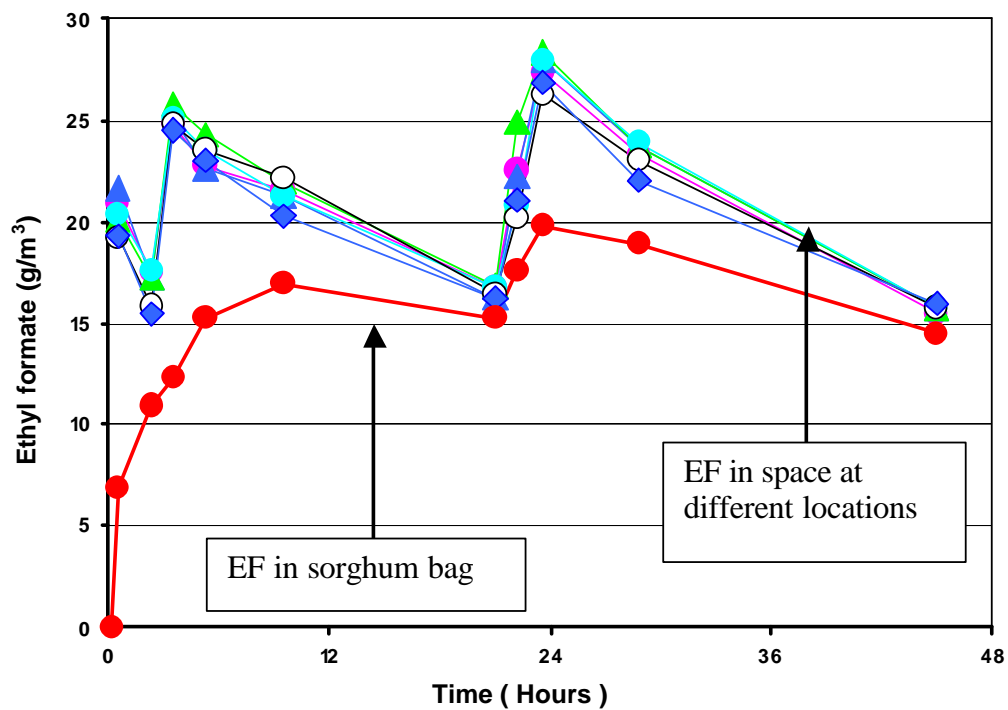 30
25
20
15
10
5
0
Ethyl formate (g/m³)
EF in space at
different locations
EF in sorghum bag
0 12 24 36 48
Time ( Hours )